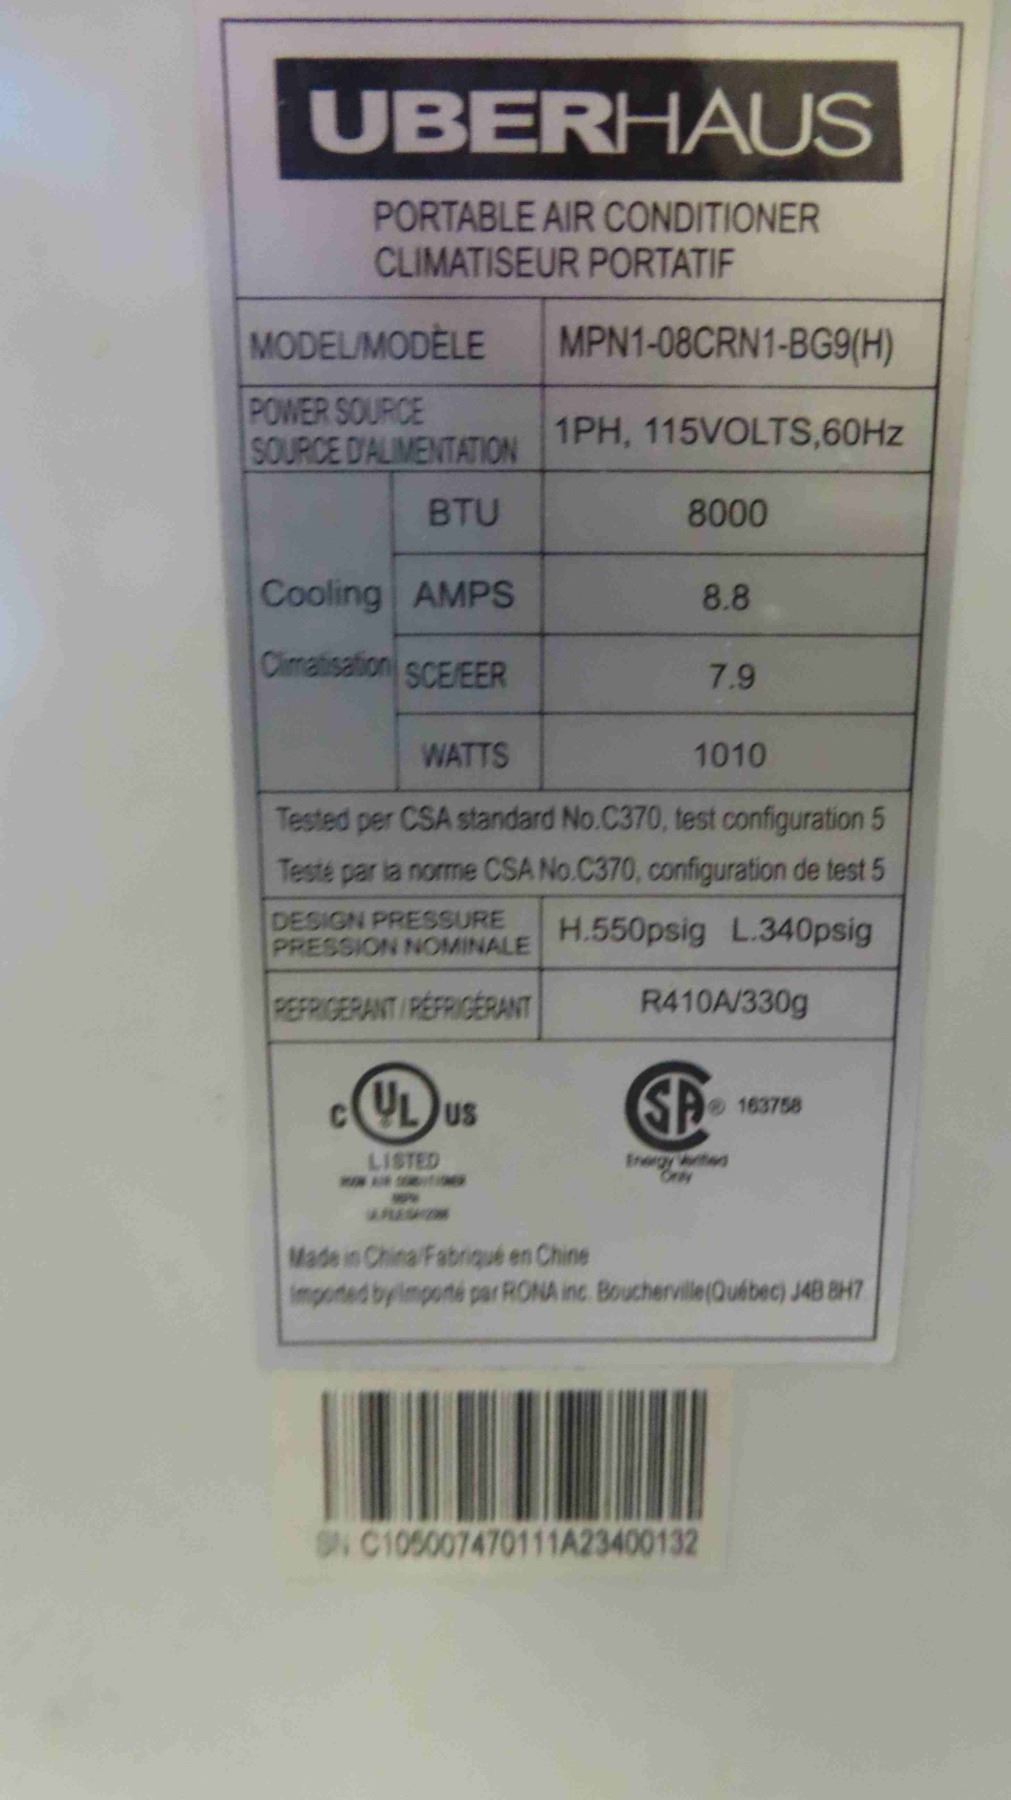 UBERHAUS
PORTABLE AIR CONDITIONER
CLIMATISEUR PORTATIF
MODEL/MODÈLE MPN1-08CRN1-BG9(H)
POWER SOURCE
SOURCE D'ALIMENTATION 1PH, 115VOLTS,60Hz
BTU 8000
Cooling AMPS 8.8
Climatisation SCE/EER 7.9
WATTS 1010
Tested per CSA standard No.C370, test configuration 5
Testé par la norme CSA No.C370, configuration de test 5
DESIGN PRESSURE
PRESSION NOMINALE H.550psig L.340psig
REFRIGERANT / RÉFRIGÉRANT R410A/330g
C UL US
LISTED
ROOM AIR CONDITIONER
SA ® 163758
Energy Verified
Only
Made in China/Fabriqué en Chine
Imported by/Importé par RONA inc. Boucherville(Québec) J4B 8H7
SN C105007470111A23400132